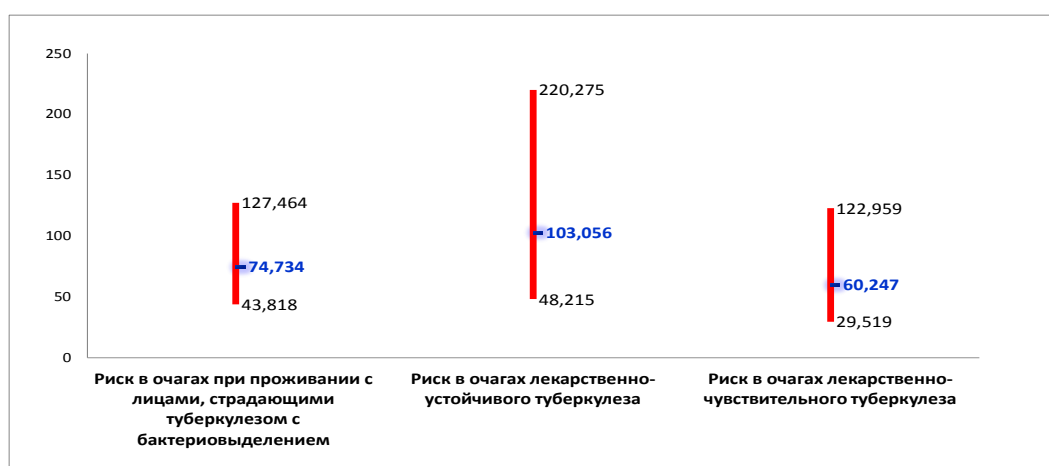 250
200
150
100
50
0
127,464
74,734
43,818
220,275
103,056
48,215
122,959
60,247
29,519
Риск в очагах при проживании с
лицами, страдающими
туберкулезом с
бактериовыделением
Риск в очагах лекарственно-
устойчивого туберкулеза
Риск в очагах лекарственно-
чувствительного туберкулеза